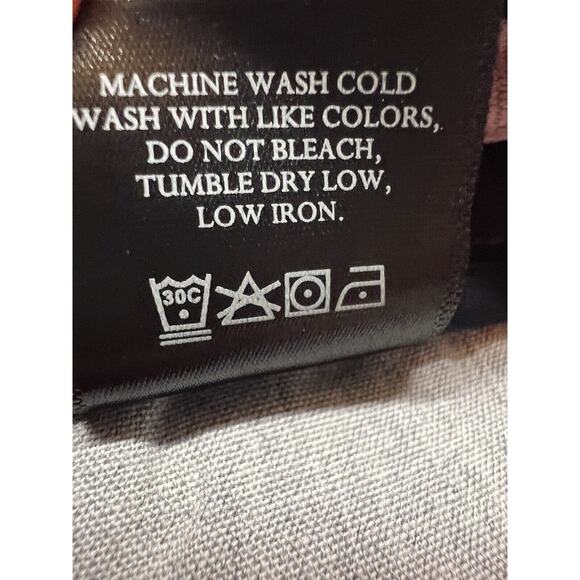 MACHINE WASH COLD
WASH WITH LIKE COLORS,
DO NOT BLEACH,
TUMBLE DRY LOW,
LOW IRON.
30C